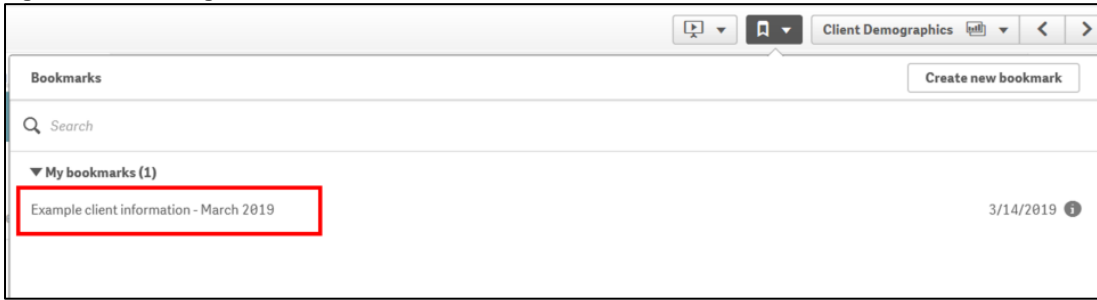 Client Demographics
Bookmarks
Create new bookmark
Search
My bookmarks (1)
Example client information - March 2019
3/14/2019